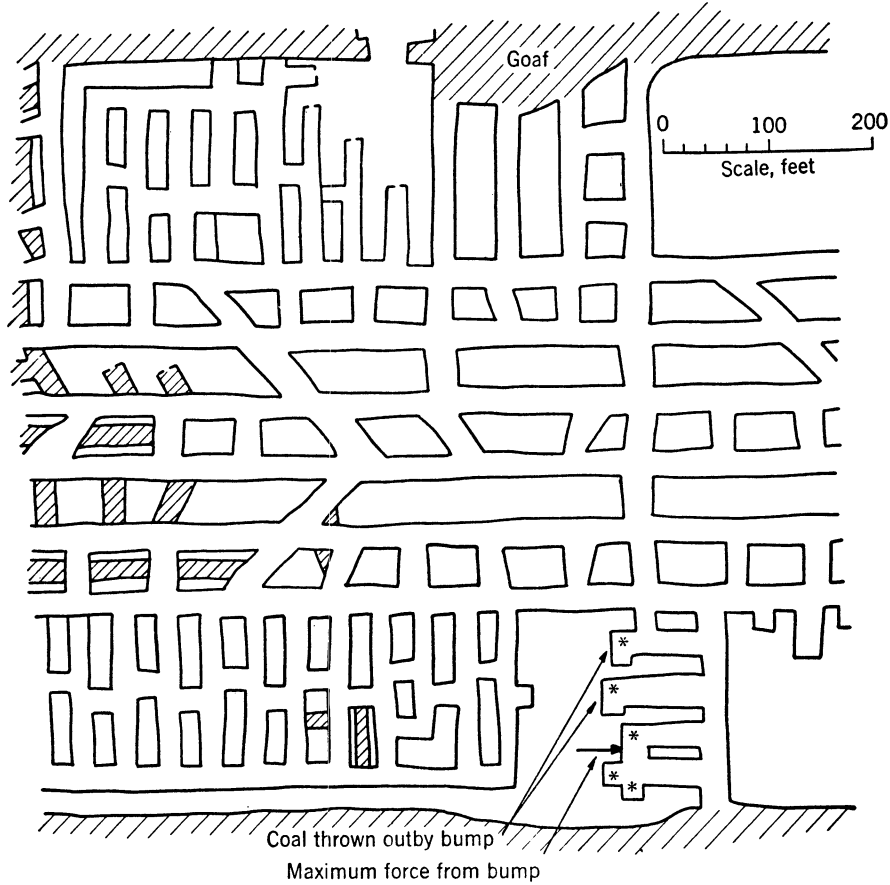 Goaf
0 100 200
Scale, feet
*
*
*
* *
Coal thrown outby bump
Maximum force from bump